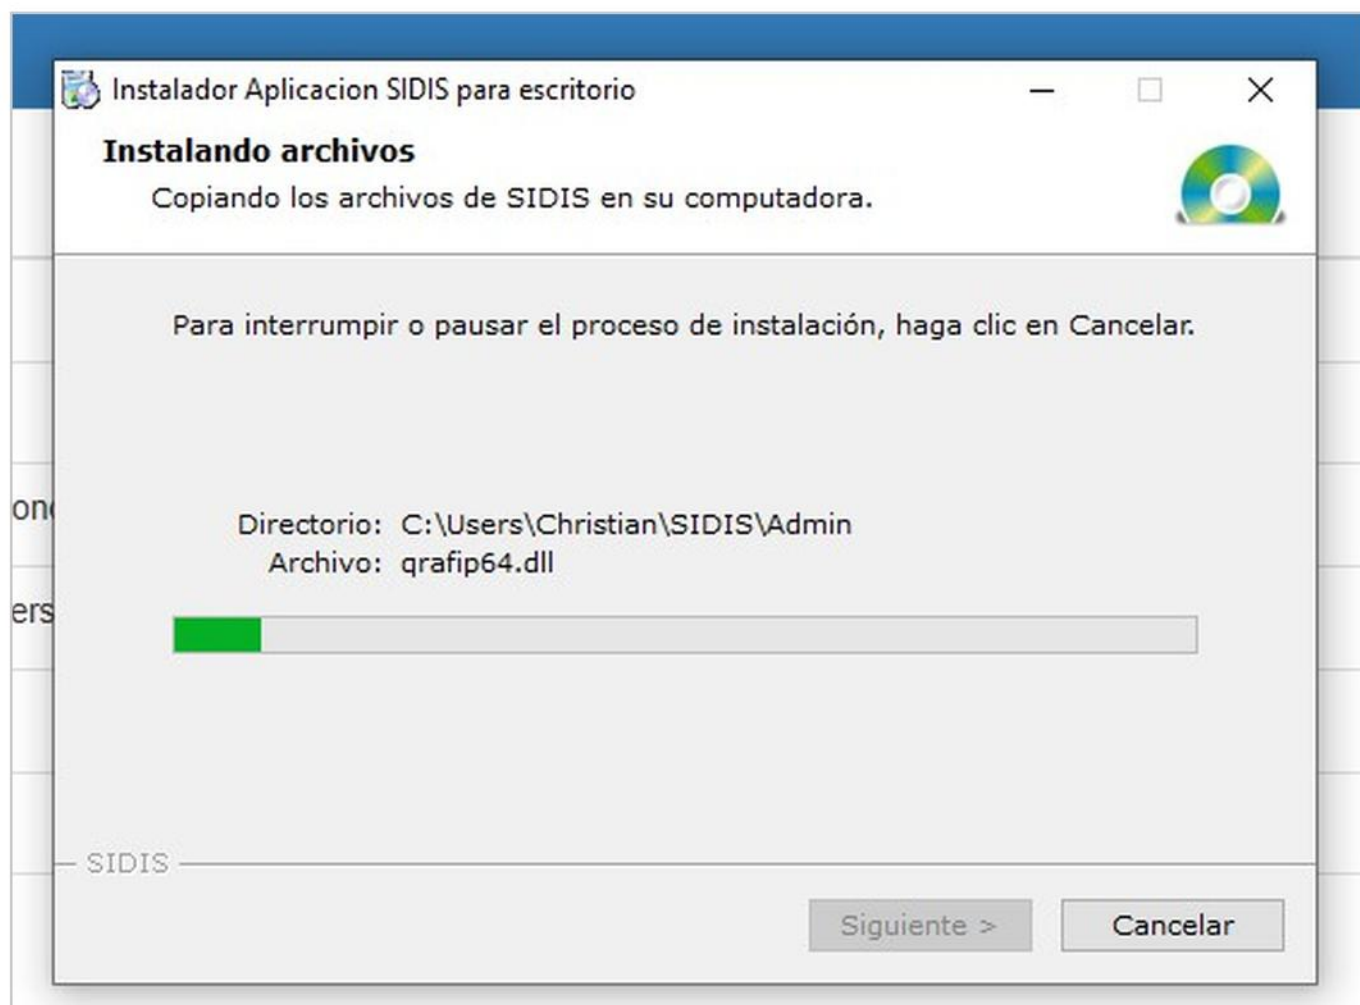 Instalador Aplicacion SIDIS para escritorio
Instalando archivos
Copiando los archivos de SIDIS en su computadora.
Para interrumpir o pausar el proceso de instalación, haga clic en Cancelar.
Directorio: C:\Users\Christian\SIDIS\Admin
Archivo: qrafip64.dll
SIDIS
Siguiente >
Cancelar